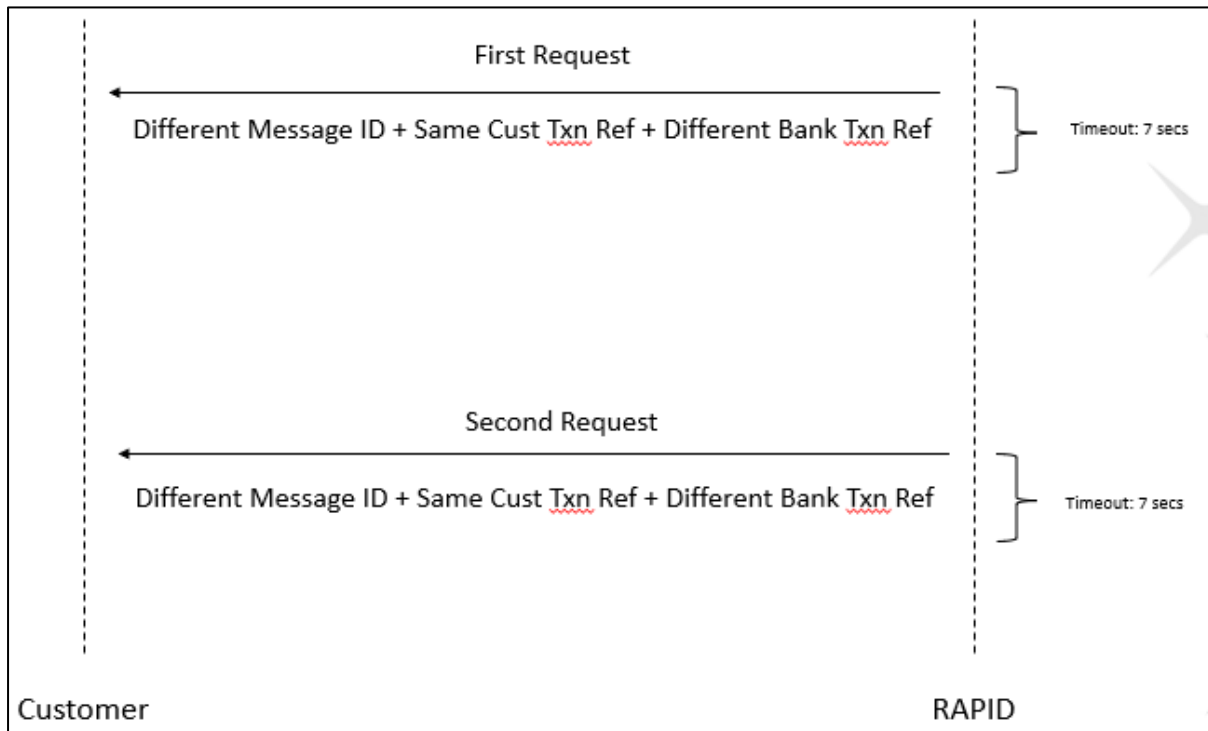 First Request
Different Message ID + Same Cust Txn Ref + Different Bank Txn Ref
Timeout: 7 secs
Second Request
Different Message ID + Same Cust Txn Ref + Different Bank Txn Ref
Timeout: 7 secs
Customer
RAPID